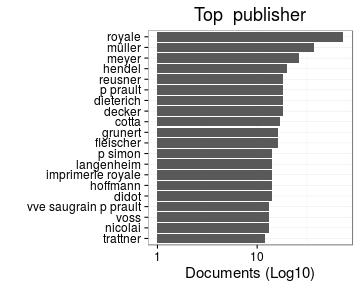 Top publisher
royale
müller
meyer
hendel
reusner
p prault
dieterich
decker
cotta
grunert
fleischer
p simon
langenheim
imprimerie royale
hoffmann
didot
vve saugrain p prault
voss
nicolai
trattner
1 10
Documents (Log10)